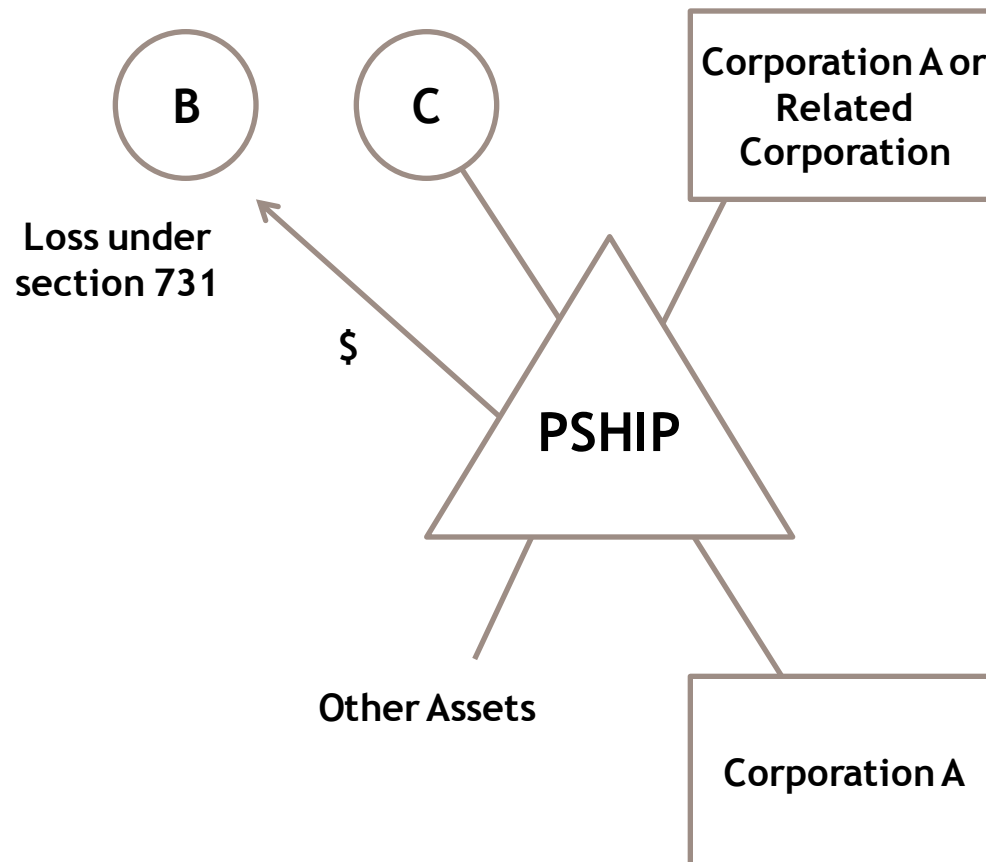 B
C
Corporation A or
Related
Corporation
Loss under
section 731
$
PSHIP
Other Assets
Corporation A